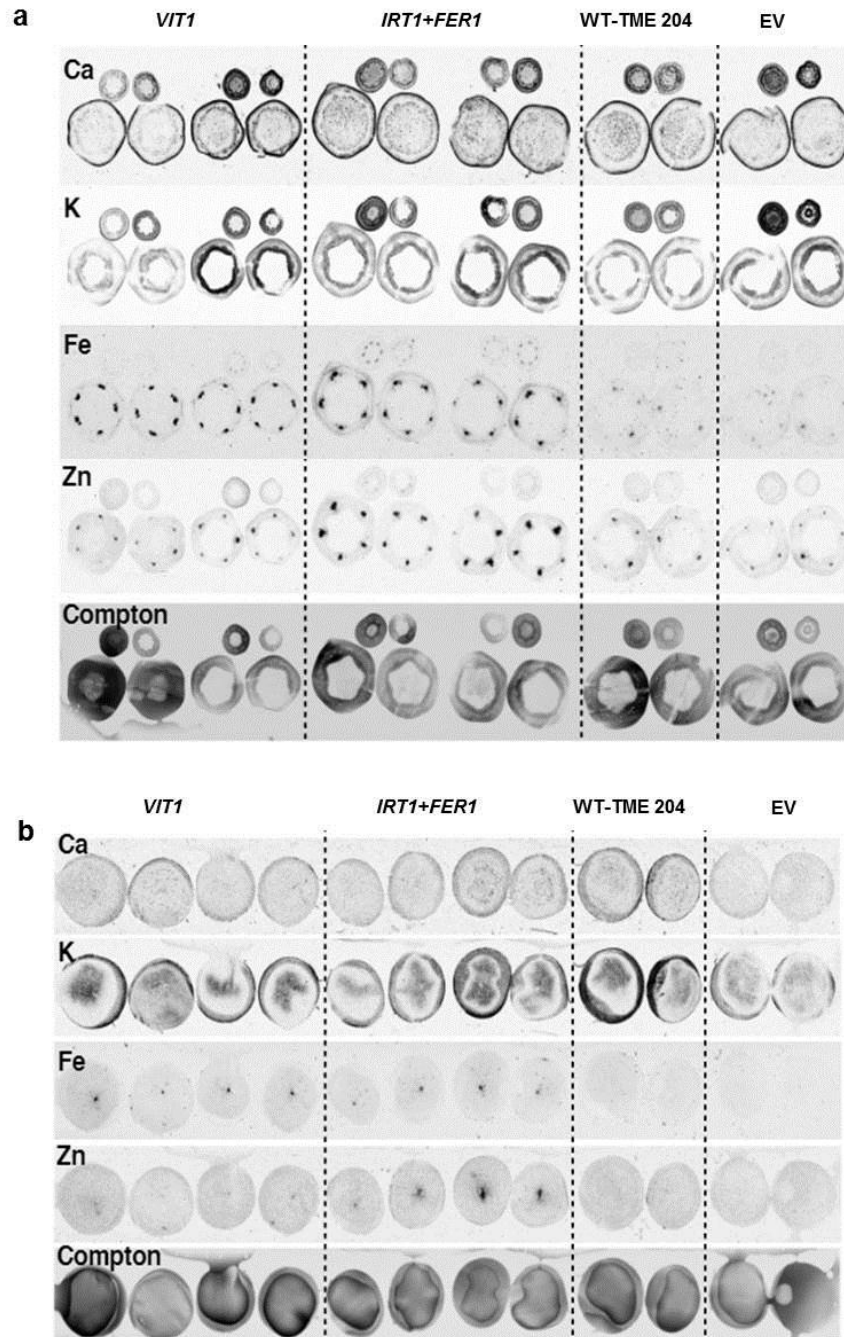 a
VIT1 IRT1+FER1 WT-TME 204 EV
Ca
K
Fe
Zn
Compton
b
VIT1 IRT1+FER1 WT-TME 204 EV
Ca
K
Fe
Zn
Compton